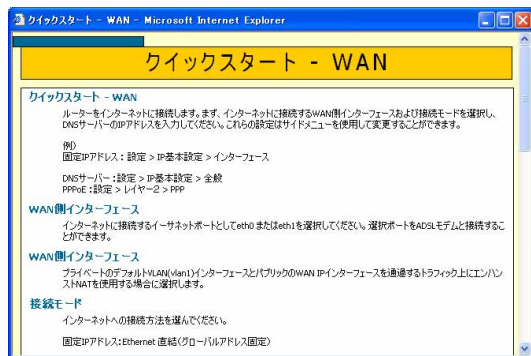 クイックスタート - WAN - Microsoft Internet Explorer
クイックスタート - WAN
クイックスタート - WAN
ルーターをインターネットに接続します。まず、インターネットに接続するWAN側インターフェースおよび接続モードを選択し、
DNSサーバーのIPアドレスを入力してください。これらの設定はサイドメニューを使用して変更することができます。
例)
固定IPアドレス : 設定 > IP基本設定 > インターフェース
DNSサーバー : 設定 > IP基本設定 > 全般
PPPoE : 設定 > レイヤー2 > PPP
WAN側インターフェース
インターネットに接続するイーサネットポートとしてeth0 またはeth1を選択してください。選択ポートをADSLモデムと接続するこ
とができます。
WAN側インターフェース
プライベートのデフォルトVLAN(vlan1)インターフェースとパブリックのWAN IPインターフェースを通過するトラフィック上にエンハン
ストNATを使用する場合に選択します。
接続モード
インターネットへの接続方法を選んでください。
固定IPアドレス:Ethernet 直結(グローバルアドレス固定)